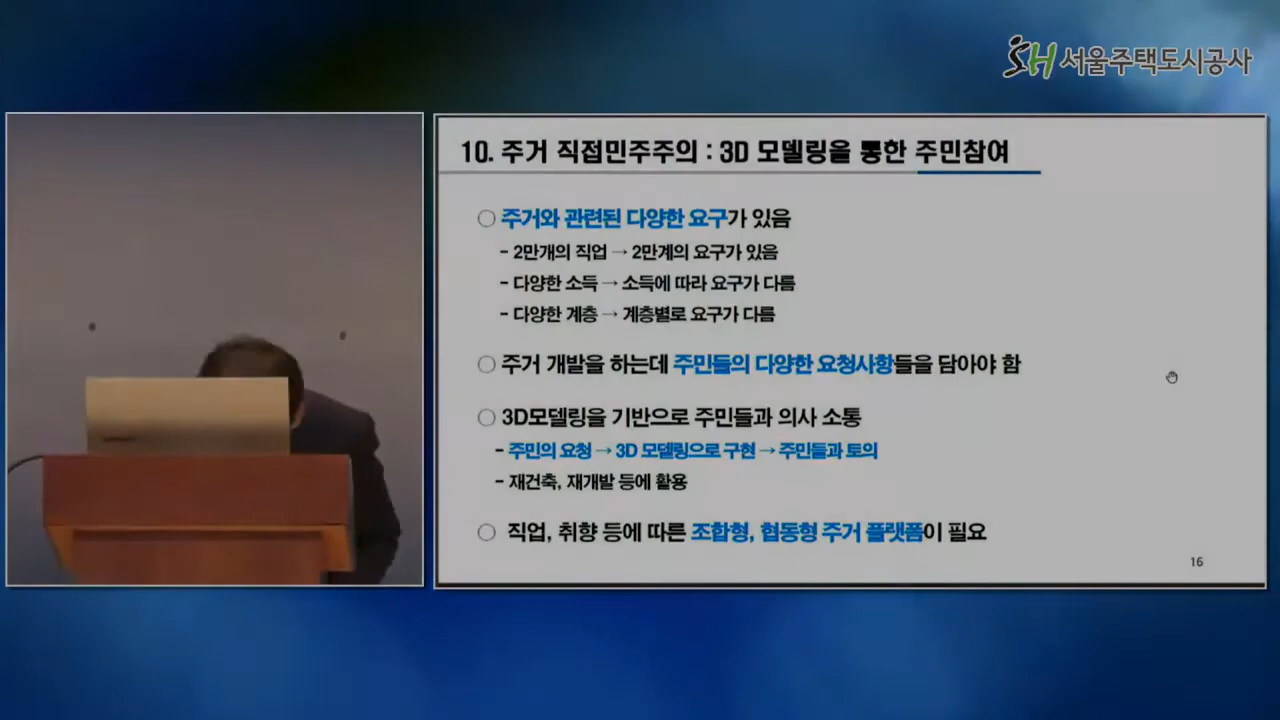 SH 서울주택도시공사
10. 주거 직접민주주의 : 3D 모델링을 통한 주민참여
○ 주거와 관련된 다양한 요구가 있음
- 2만개의 직업 → 2만계의 요구가 있음
- 다양한 소득 → 소득에 따라 요구가 다름
- 다양한 계층 → 계층별로 요구가 다름
○ 주거 개발을 하는데 주민들의 다양한 요청사항들을 담아야 함
○ 3D모델링을 기반으로 주민들과 의사 소통
- 주민의 요청 → 3D 모델링으로 구현 → 주민들과 토의
- 재건축, 재개발 등에 활용
○ 직업, 취향 등에 따른 조합형, 협동형 주거 플랫폼이 필요
16